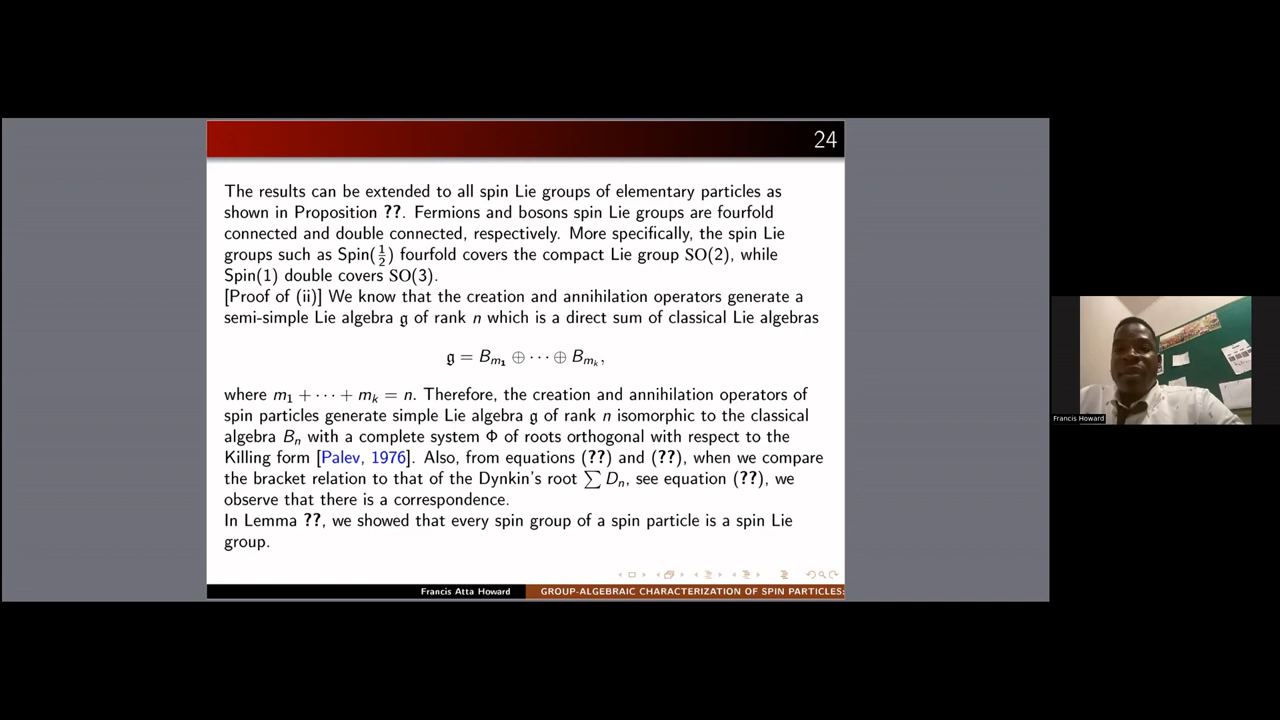 24
The results can be extended to all spin Lie groups of elementary particles as
shown in Proposition ??. Fermions and bosons spin Lie groups are fourfold
connected and double connected, respectively. More specifically, the spin Lie
groups such as Spin(½) fourfold covers the compact Lie group SO(2), while
Spin(1) double covers SO(3).
[Proof of (ii)] We know that the creation and annihilation operators generate a
semi-simple Lie algebra 𝔤 of rank n which is a direct sum of classical Lie algebras
𝔤 = B_{m₁} ⊕ ··· ⊕ B_{m_k},
where m₁ + ··· + m_k = n. Therefore, the creation and annihilation operators of
spin particles generate simple Lie algebra 𝔤 of rank n isomorphic to the classical
algebra B_n with a complete system Φ of roots orthogonal with respect to the
Killing form [Palev, 1976]. Also, from equations (??) and (??), when we compare
the bracket relation to that of the Dynkin's root ∑ D_n, see equation (??), we
observe that there is a correspondence.
In Lemma ??, we showed that every spin group of a spin particle is a spin Lie
group.
Francis Atta Howard
GROUP-ALGEBRAIC CHARACTERIZATION OF SPIN PARTICLES:
Francis Howard